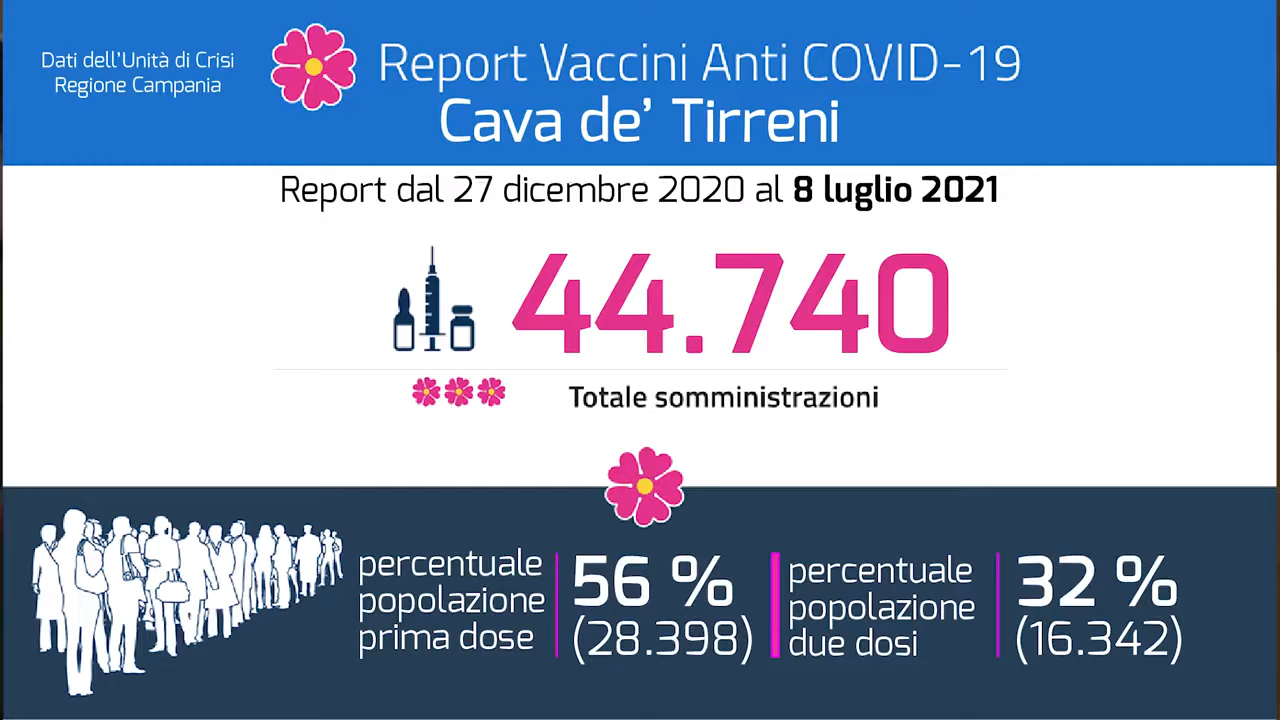 Dati dell'Unità di Crisi
Regione Campania
Report Vaccini Anti COVID-19
Cava de' Tirreni
Report dal 27 dicembre 2020 al 8 luglio 2021
44.740
Totale somministrazioni
percentuale
popolazione
prima dose
56 %
(28.398)
percentuale
popolazione
due dosi
32 %
(16.342)